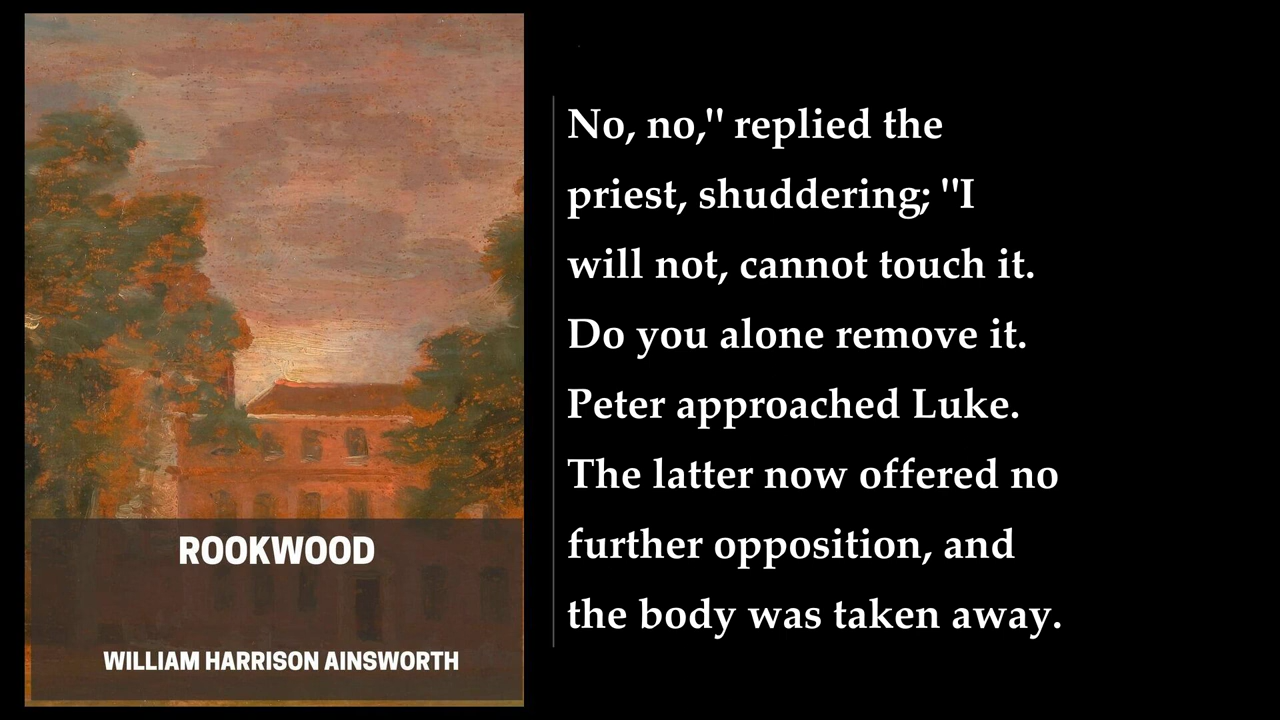 ROOKWOOD
WILLIAM HARRISON AINSWORTH
No, no," replied the
priest, shuddering; "I
will not, cannot touch it.
Do you alone remove it.
Peter approached Luke.
The latter now offered no
further opposition, and
the body was taken away.